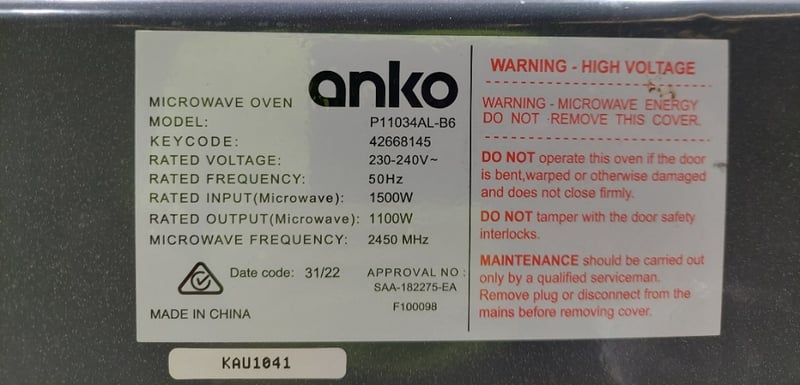 anko
MICROWAVE OVEN
MODEL: P11034AL-B6
KEYCODE: 42668145
RATED VOLTAGE: 230-240V~
RATED FREQUENCY: 50Hz
RATED INPUT(Microwave): 1500W
RATED OUTPUT(Microwave): 1100W
MICROWAVE FREQUENCY: 2450 MHz
Date code: 31/22
APPROVAL NO :
SAA-182275-EA
F100098
MADE IN CHINA
WARNING - HIGH VOLTAGE
WARNING - MICROWAVE ENERGY
DO NOT REMOVE THIS COVER.
DO NOT operate this oven if the door
is bent,warped or otherwise damaged
and does not close firmly.
DO NOT tamper with the door safety
interlocks.
MAINTENANCE should be carried out
only by a qualified serviceman.
Remove plug or disconnect from the
mains before removing cover.
KAU1041